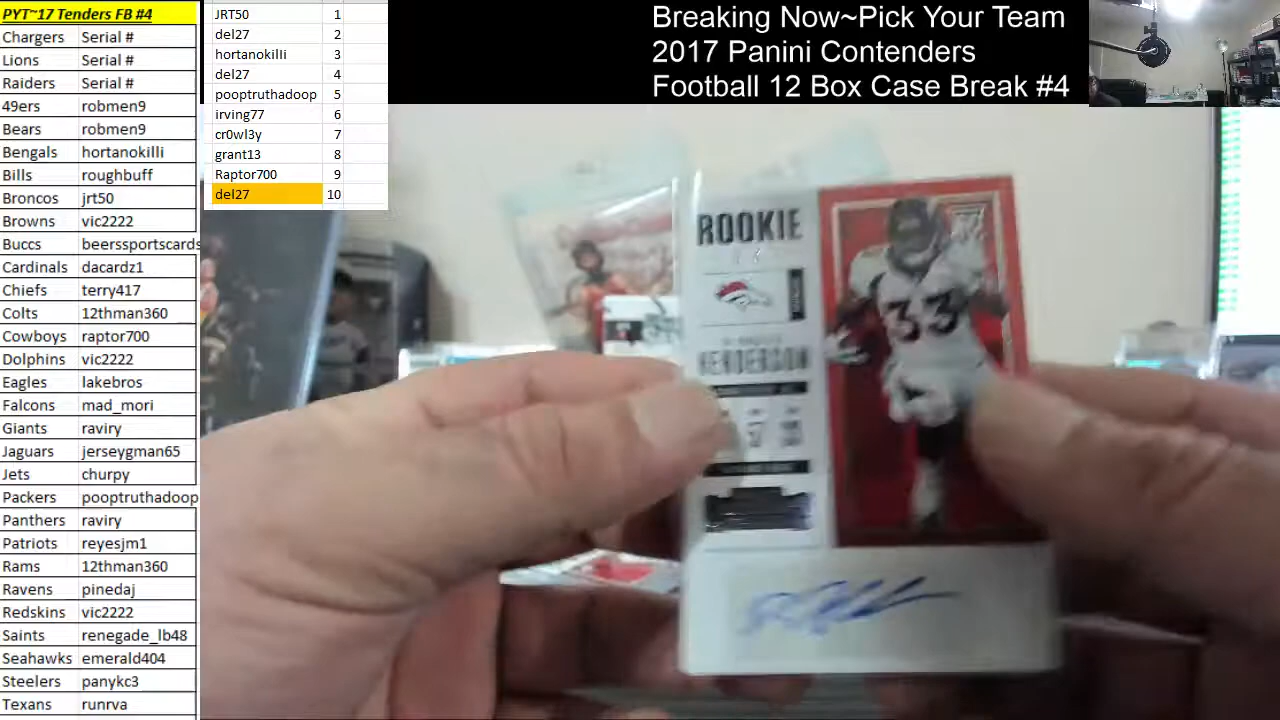 PYT~17 Tenders FB #4
Chargers Serial #
Lions Serial #
Raiders Serial #
49ers robmen9
Bears robmen9
Bengals hortanokilli
Bills roughbuff
Broncos jrt50
Browns vic2222
Buccs beerssportscards
Cardinals dacardz1
Chiefs terry417
Colts 12thman360
Cowboys raptor700
Dolphins vic2222
Eagles lakebros
Falcons mad_mori
Giants raviry
Jaguars jerseygman65
Jets churpy
Packers pooptruthadoop
Panthers raviry
Patriots reyesjm1
Rams 12thman360
Ravens pinedaj
Redskins vic2222
Saints renegade_lb48
Seahawks emerald404
Steelers panykc3
Texans runrva
JRT50 1
del27 2
hortanokilli 3
del27 4
pooptruthadoop 5
irving77 6
cr0wl3y 7
grant13 8
Raptor700 9
del27 10
Breaking Now~Pick Your Team
2017 Panini Contenders
Football 12 Box Case Break #4
ROOKIE
HENDERSON
33